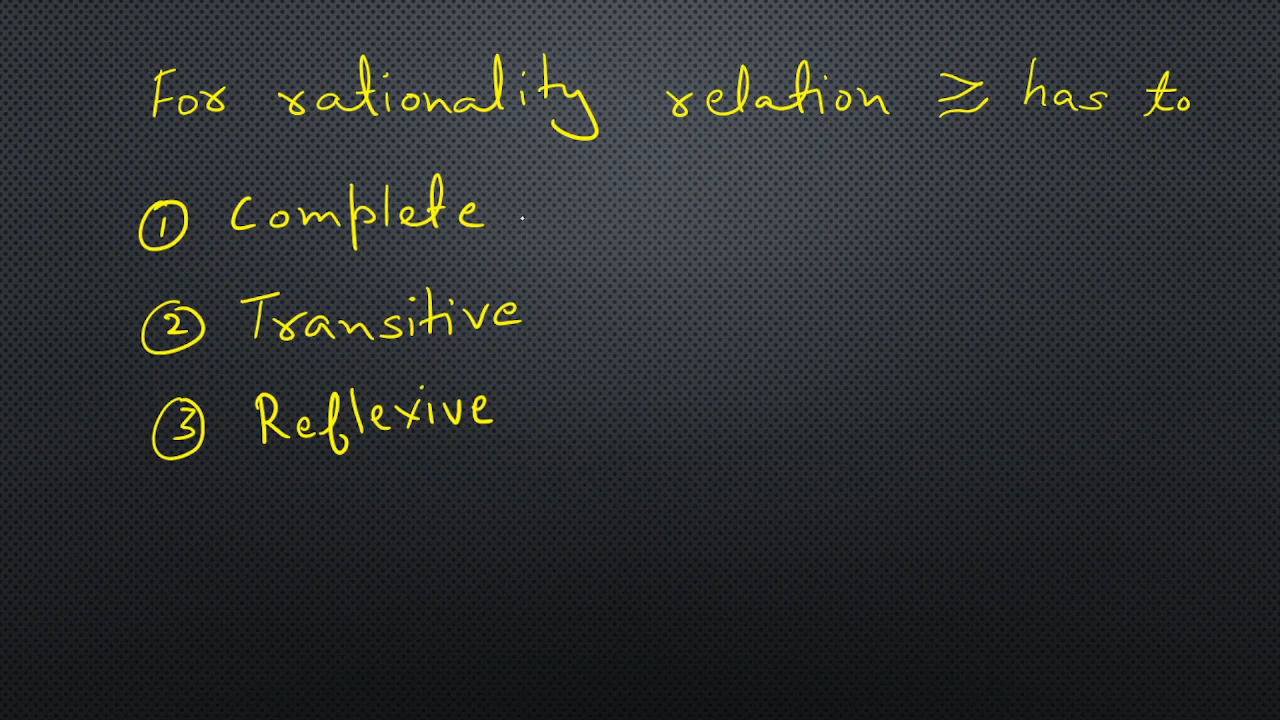 For rationality relation ≿ has to
① Complete
② Transitive
③ Reflexive